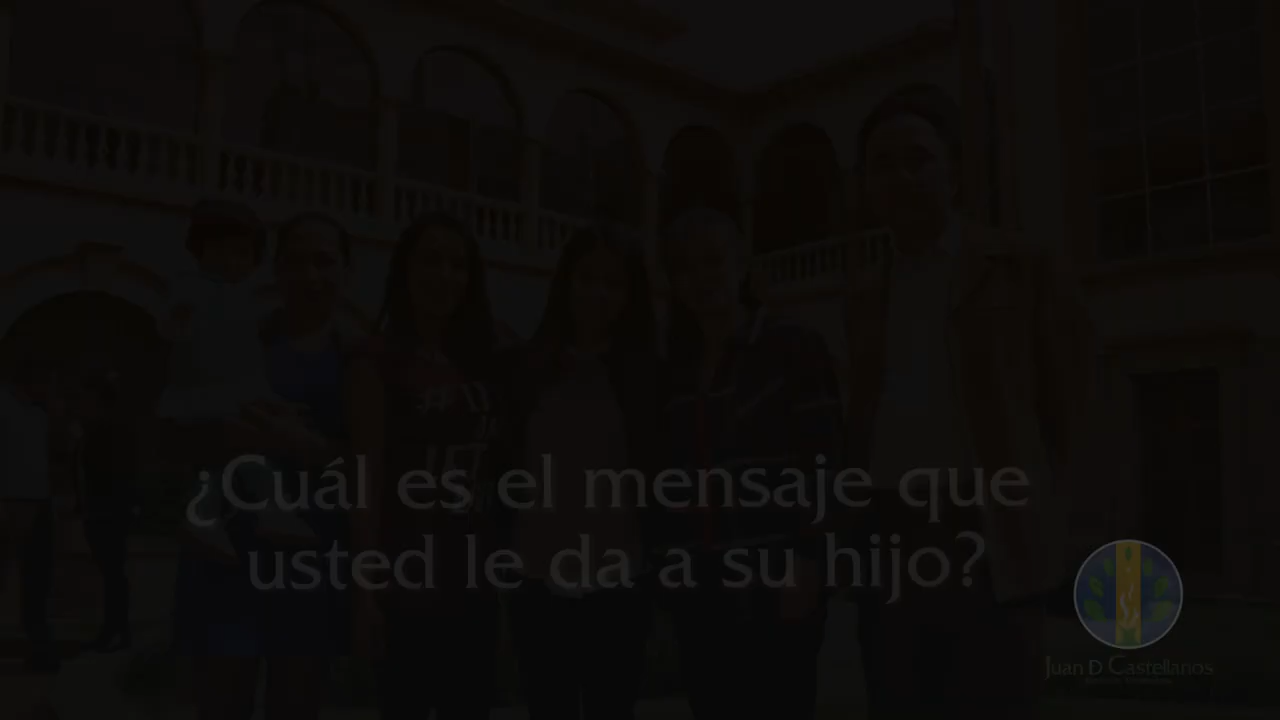 ¿Cuál es el mensaje que
usted le da a su hijo?
Juan D Castellanos